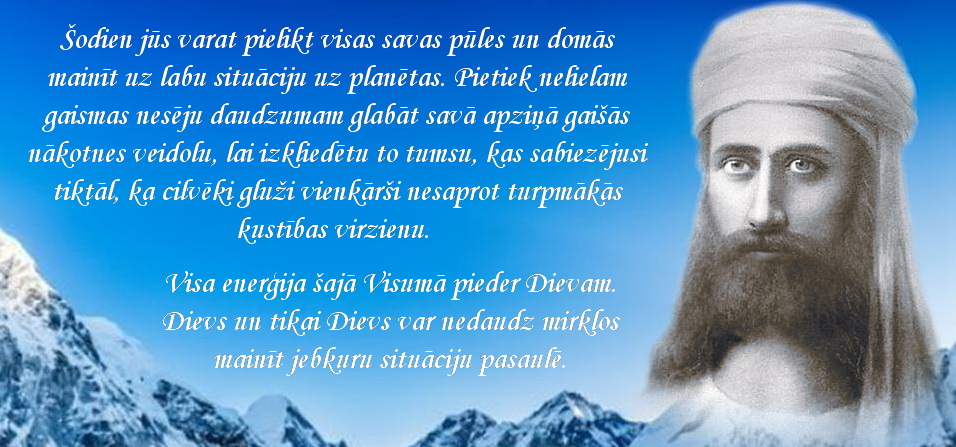 Šodien jūs varat pielikt visas savas pūles un domās
mainīt uz labu situāciju uz planētas. Pietiek nelielam
gaismas nesēju daudzumam glabāt savā apziņā gaišās
nākotnes veidolu, lai izkliedētu to tumsu, kas sabiezējusi
tiktāl, ka cilvēki gluži vienkārši nesaprot turpmākās
kustības virzienu.
Visa enerģija šajā Visumā pieder Dievam.
Dievs un tikai Dievs var nedaudz mirkļos
mainīt jebkuru situāciju pasaulē.